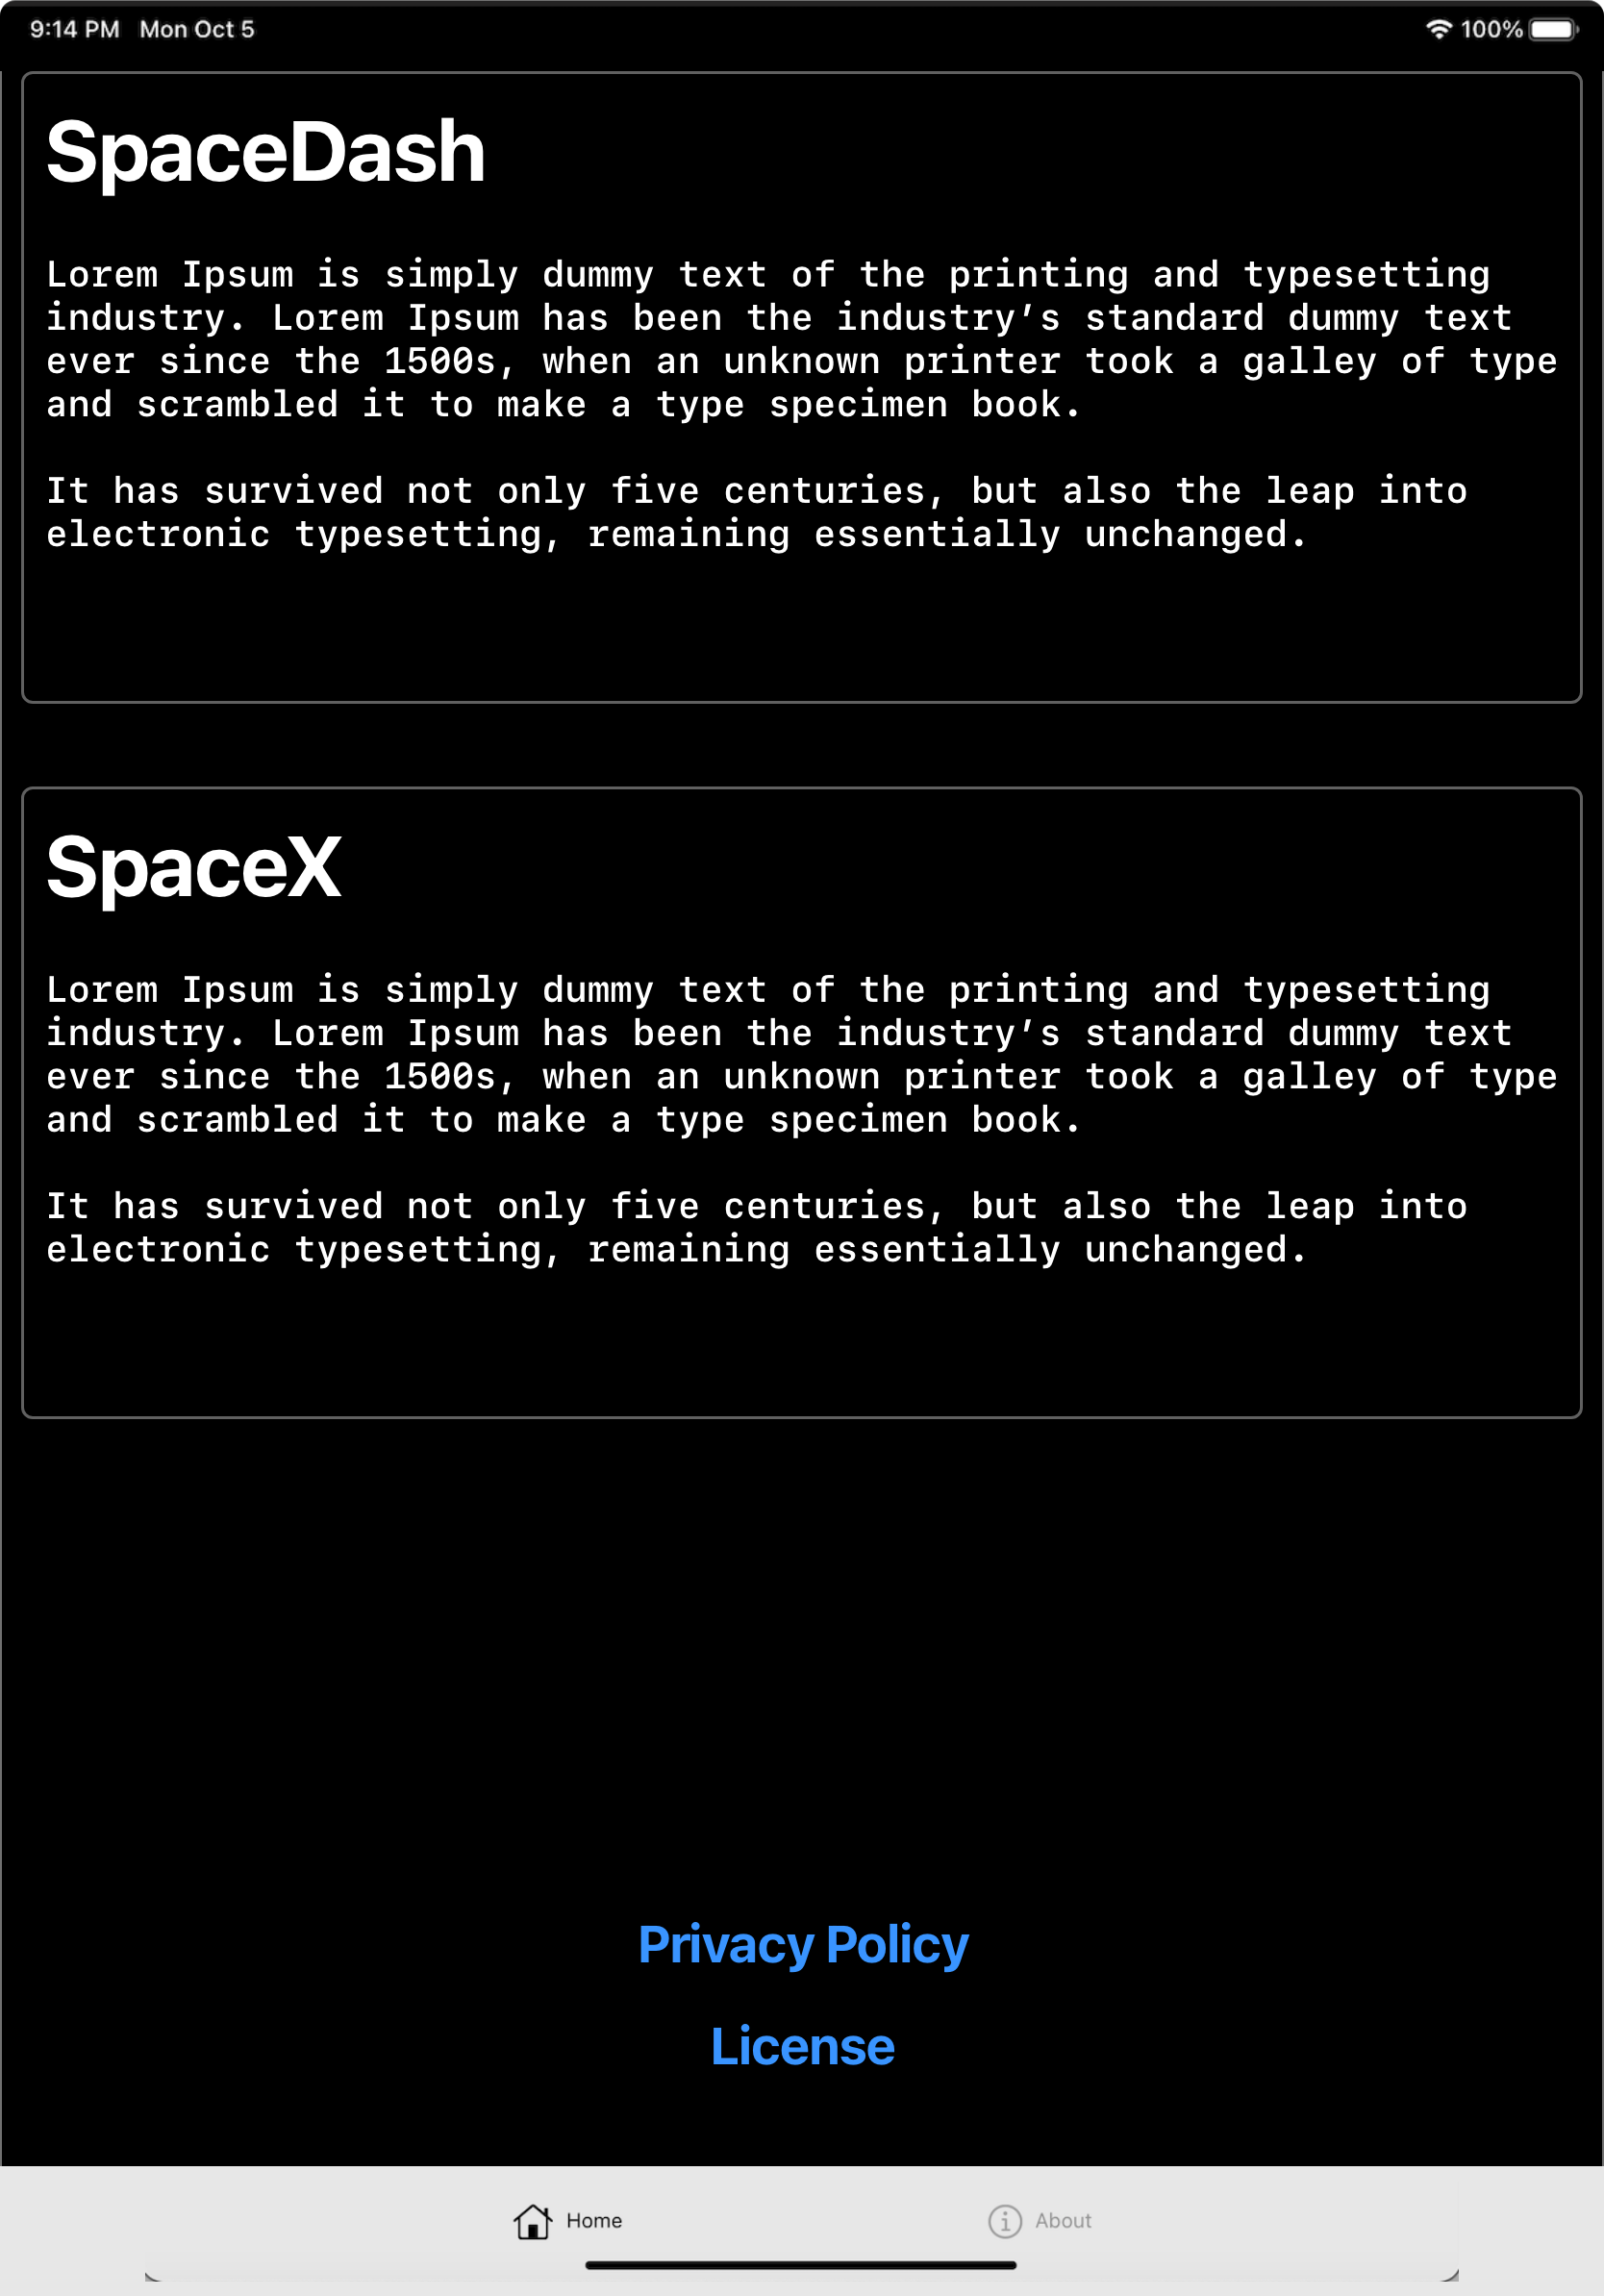 9:14 PM Mon Oct 5 100%
SpaceDash
Lorem Ipsum is simply dummy text of the printing and typesetting
industry. Lorem Ipsum has been the industry’s standard dummy text
ever since the 1500s, when an unknown printer took a galley of type
and scrambled it to make a type specimen book.
It has survived not only five centuries, but also the leap into
electronic typesetting, remaining essentially unchanged.
SpaceX
Lorem Ipsum is simply dummy text of the printing and typesetting
industry. Lorem Ipsum has been the industry’s standard dummy text
ever since the 1500s, when an unknown printer took a galley of type
and scrambled it to make a type specimen book.
It has survived not only five centuries, but also the leap into
electronic typesetting, remaining essentially unchanged.
Privacy Policy
License
Home About